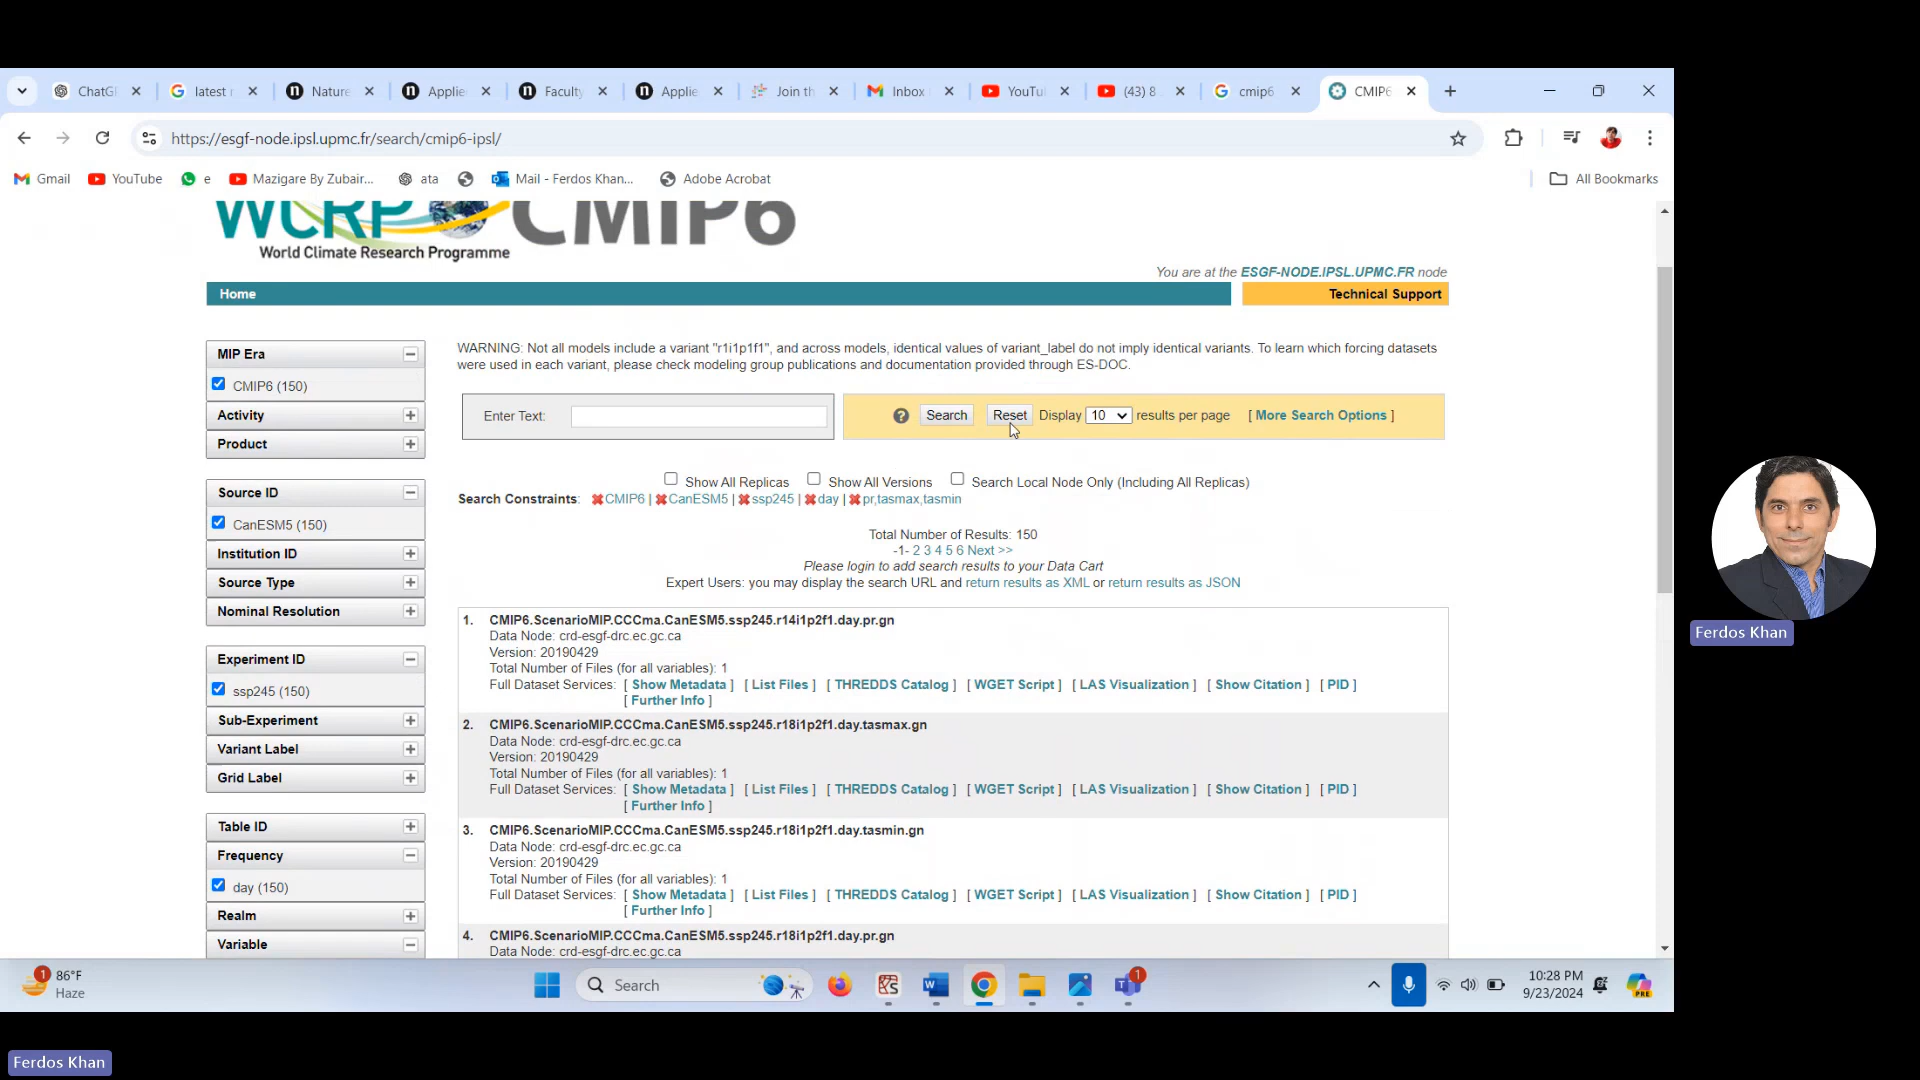 ChatG
latest
Nature
Applie
Faculty
Applie
Join th
Inbox
YouTu
(43) 8
cmip6
CMIP6
https://esgf-node.ipsl.upmc.fr/search/cmip6-ipsl/
Gmail
YouTube
e
Mazigare By Zubair...
ata
Mail - Ferdos Khan...
Adobe Acrobat
All Bookmarks
WCRP CMIP6
World Climate Research Programme
You are at the ESGF-NODE.IPSL.UPMC.FR node
Home
Technical Support
MIP Era
CMIP6 (150)
Activity
Product
Source ID
CanESM5 (150)
Institution ID
Source Type
Nominal Resolution
Experiment ID
ssp245 (150)
Sub-Experiment
Variant Label
Grid Label
Table ID
Frequency
day (150)
Realm
Variable
WARNING: Not all models include a variant "r1i1p1f1", and across models, identical values of variant_label do not imply identical variants. To learn which forcing datasets
were used in each variant, please check modeling group publications and documentation provided through ES-DOC.
Enter Text:
Search Reset Display 10 results per page [ More Search Options ]
Show All Replicas Show All Versions Search Local Node Only (Including All Replicas)
Search Constraints: CMIP6 | CanESM5 | ssp245 | day | pr,tasmax,tasmin
Total Number of Results: 150
-1- 2 3 4 5 6 Next >>
Please login to add search results to your Data Cart
Expert Users: you may display the search URL and return results as XML or return results as JSON
1. CMIP6.ScenarioMIP.CCCma.CanESM5.ssp245.r14i1p2f1.day.pr.gn
Data Node: crd-esgf-drc.ec.gc.ca
Version: 20190429
Total Number of Files (for all variables): 1
Full Dataset Services: [ Show Metadata ] [ List Files ] [ THREDDS Catalog ] [ WGET Script ] [ LAS Visualization ] [ Show Citation ] [ PID ]
[ Further Info ]
2. CMIP6.ScenarioMIP.CCCma.CanESM5.ssp245.r18i1p2f1.day.tasmax.gn
Data Node: crd-esgf-drc.ec.gc.ca
Version: 20190429
Total Number of Files (for all variables): 1
Full Dataset Services: [ Show Metadata ] [ List Files ] [ THREDDS Catalog ] [ WGET Script ] [ LAS Visualization ] [ Show Citation ] [ PID ]
[ Further Info ]
3. CMIP6.ScenarioMIP.CCCma.CanESM5.ssp245.r18i1p2f1.day.tasmin.gn
Data Node: crd-esgf-drc.ec.gc.ca
Version: 20190429
Total Number of Files (for all variables): 1
Full Dataset Services: [ Show Metadata ] [ List Files ] [ THREDDS Catalog ] [ WGET Script ] [ LAS Visualization ] [ Show Citation ] [ PID ]
[ Further Info ]
4. CMIP6.ScenarioMIP.CCCma.CanESM5.ssp245.r18i1p2f1.day.pr.gn
Data Node: crd-esgf-drc.ec.gc.ca
Ferdos Khan
1
86°F
Haze
Search
1
10:28 PM
9/23/2024
PRE
Ferdos Khan